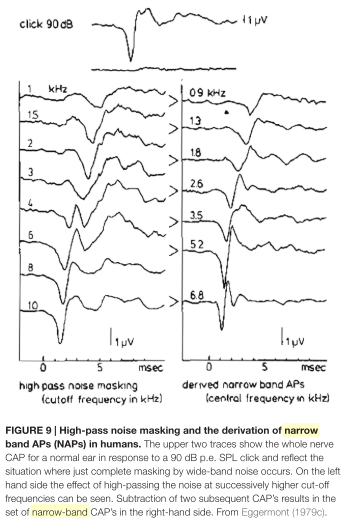 click 90 dB
1 μV
1 kHz
1.5
2
3
4
6
8
10
> 0.9 kHz
> 1.3
> 1.8
> 2.6
> 3.5
> 5.2
> 6.8
1 μV
1 μV
0 5 msec
0 5 msec
high pass noise masking
(cutoff frequency in kHz)
derived narrow band APs
(central frequency in kHz)
FIGURE 9 | High-pass noise masking and the derivation of narrow
band APs (NAPs) in humans. The upper two traces show the whole nerve
CAP for a normal ear in response to a 90 dB p.e. SPL click and reflect the
situation where just complete masking by wide-band noise occurs. On the left
hand side the effect of high-passing the noise at successively higher cut-off
frequencies can be seen. Subtraction of two subsequent CAP's results in the
set of narrow-band CAP's in the right-hand side. From Eggermont (1979c).